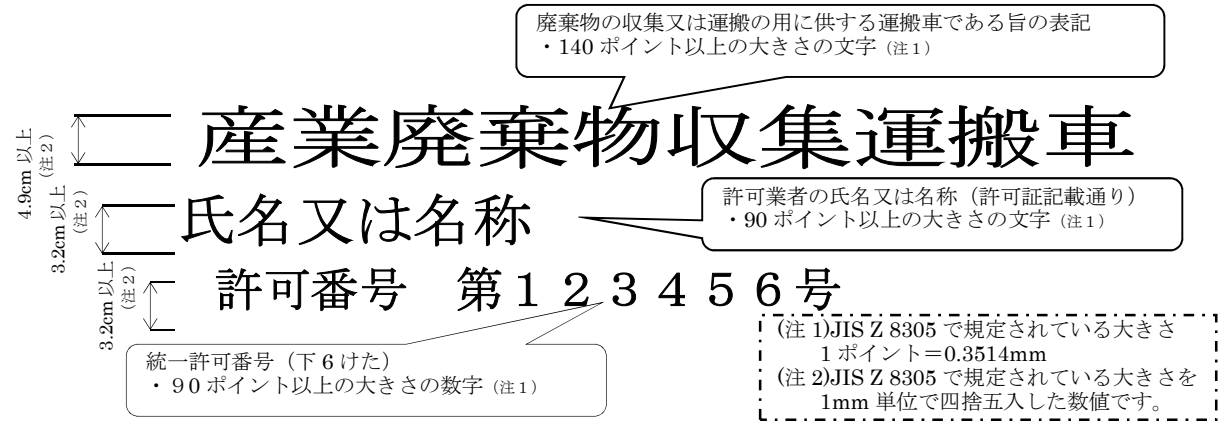 廃棄物の収集又は運搬の用に供する運搬車である旨の表記
・140 ポイント以上の大きさの文字 (注1)
4.9cm 以上
(注2)
産業廃棄物収集運搬車
3.2cm 以上
(注2)
氏名又は名称
許可業者の氏名又は名称（許可証記載通り）
・90 ポイント以上の大きさの文字 (注1)
3.2cm 以上
(注2)
許可番号　第１２３４５６号
統一許可番号（下 6 けた）
・９０ポイント以上の大きさの数字 (注1)
(注 1)JIS Z 8305 で規定されている大きさ
1 ポイント＝0.3514mm
(注 2)JIS Z 8305 で規定されている大きさを
1mm 単位で四捨五入した数値です。